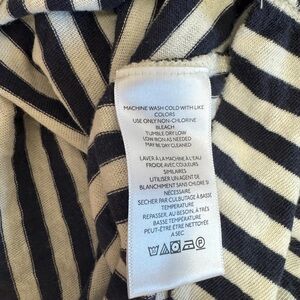 MACHINE WASH COLD WITH LIKE
COLORS
USE ONLY NON-CHLORINE
BLEACH
TUMBLE DRY LOW
LOW IRON AS NEEDED
MAY BE DRY CLEANED
LAVER À LA MACHINE À L'EAU
FROIDE AVEC COULEURS
SIMILAIRES
UTILISER UN AGENT DE
BLANCHIMENT SANS CHLORE SI
NÉCESSAIRE
SÉCHER PAR CULBUTAGE À BASSE
TEMPÉRATURE
REPASSER, AU BESOIN, À TRÈS
BASSE TEMPÉRATURE
PEUT-ÊTRE ÊTRE NETTOYÉE
A SEC